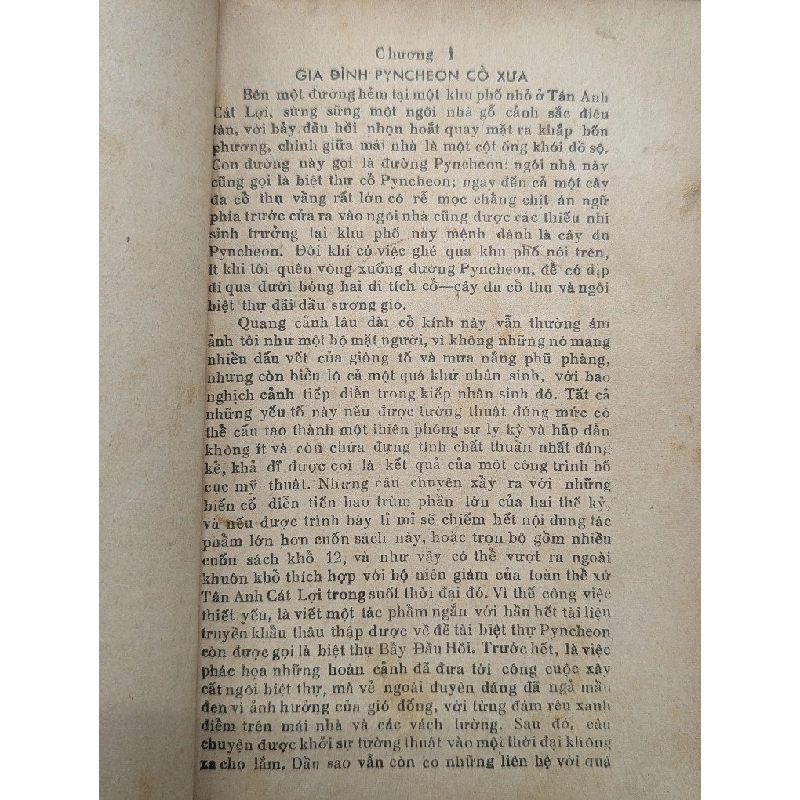 Chương I
GIA ĐÌNH PYNCHEON CỔ XƯA
Bên một đường hẻm tại một khu phố nhỏ ở Tân Anh
Cát Lợi, sừng sững một ngôi nhà gỗ cảnh sắc điêu
tàn, với bảy đầu hồi nhọn hoắt quay mặt ra khắp bốn
phương, chính giữa mái nhà là một cột ống khói đồ sộ.
Con đường này gọi là đường Pyncheon; ngôi nhà này
cũng gọi là biệt thự cổ Pyncheon; ngay đến cả một cây
đa cổ thụ vầng rất lớn có rễ mọc chằng chịt án ngữ
phía trước cửa ra vào ngôi nhà cũng được các thiếu nhi
sinh trưởng tại khu phố này mệnh danh là cây du
Pyncheon. Đôi khi có việc ghé qua khu phố nói trên,
ít khi tôi quên vòng xuống đường Pyncheon, để có dịp
đi qua dưới bóng hai di tích cổ—cây du cổ thụ và ngôi
biệt thự dãi dầu sương gió.
Quang cảnh lâu đài cổ kính này vẫn thường ám
ảnh tôi như một bộ mặt người, vì không những nó mang
nhiều dấu vết của giông tố và mưa nắng phũ phàng,
nhưng còn biểu lộ cả một quá khứ nhân sinh, với bao
nghịch cảnh tiếp diễn trong kiếp nhân sinh đó. Tất cả
những yếu tố này nếu được tường thuật đúng mức có
thể cấu tạo thành một thiên phóng sự ly kỳ và hấp dẫn
không ít và còn chứa đựng tính chất thuần nhất đáng
kể, khả dĩ được coi là kết quả của một công trình bố
cục mỹ thuật. Nhưng câu chuyện xẩy ra với những
biến cố diễn tiến bao trùm phần lớn của hai thế kỷ,
và nếu được trình bày tỉ mỉ sẽ chiếm hết nội dung tác
phẩm lớn hơn cuốn sách này, hoặc trọn bộ gồm nhiều
cuốn sách khổ 12, và như vậy có thể vượt ra ngoài
khuôn khổ thích hợp với bộ niên giám của toàn thể xứ
Tân Anh Cát Lợi trong suốt thời đại đó. Vì thế công việc
thiết yếu, là viết một tác phẩm ngắn với hầu hết tài liệu
truyền khẩu thâu thập được về đề tài biệt thự Pyncheon
còn được gọi là biệt thự Bẩy Đầu Hồi. Trước hết, là việc
phác họa những hoàn cảnh đã đưa tới công cuộc xây
cất ngôi biệt thự, mà vẻ ngoài duyên dáng đã ngả mầu
đen vì ảnh hưởng của gió đông, với từng đám rêu xanh
điểm trên mái nhà và các vách tường. Sau đó, câu
chuyện được khởi sự tường thuật vào một thời đại không
xa cho lắm. Dầu sao vẫn còn có những liên hệ với quá